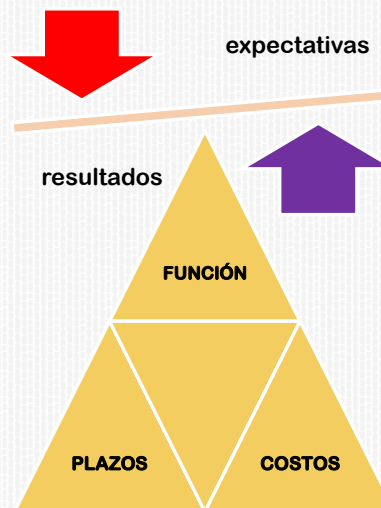 expectativas
resultados
FUNCIÓN
PLAZOS
COSTOS